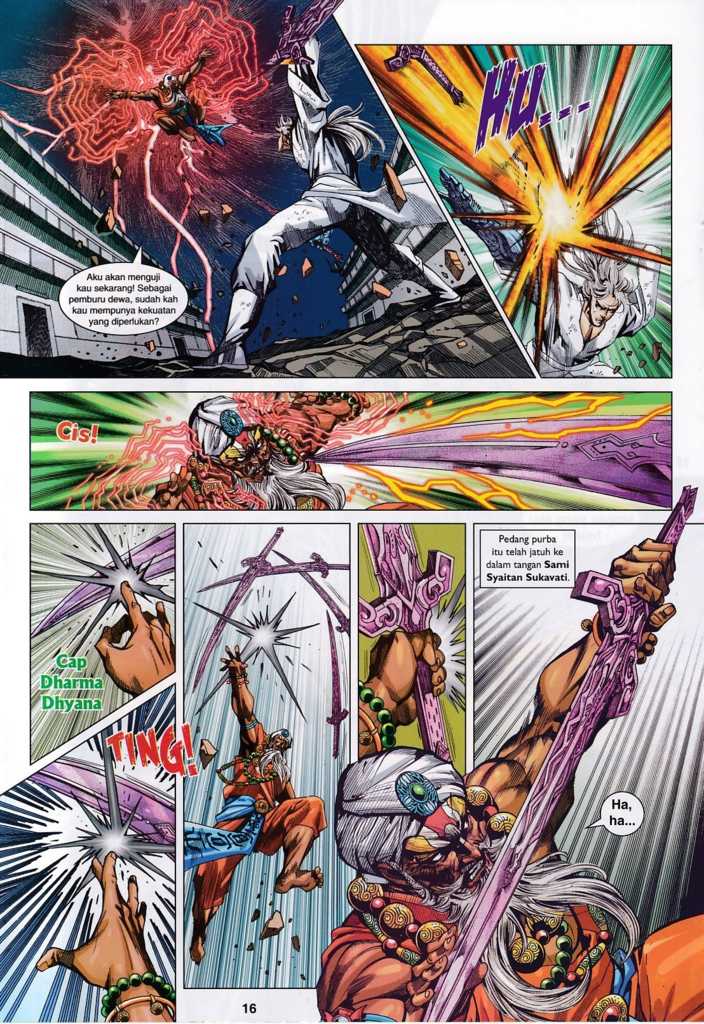 Aku akan menguji
kau sekarang! Sebagai
pemburu dewa, sudah kah
kau mempunya kekuatan
yang diperlukan?
HU...
Cis!
Cap
Dharma
Dhyana
TING!
Pedang purba
itu telah jatuh ke
dalam tangan Sami
Syaitan Sukavati.
Ha,
ha...
16